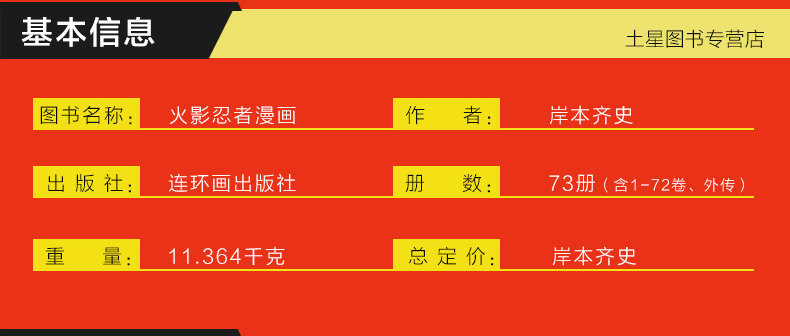 基本信息
土星图书专营店
图书名称: 火影忍者漫画 作 者: 岸本齐史
出 版 社: 连环画出版社 册 数: 73册(含1-72卷、外传)
重 量: 11.364千克 总 定 价: 岸本齐史